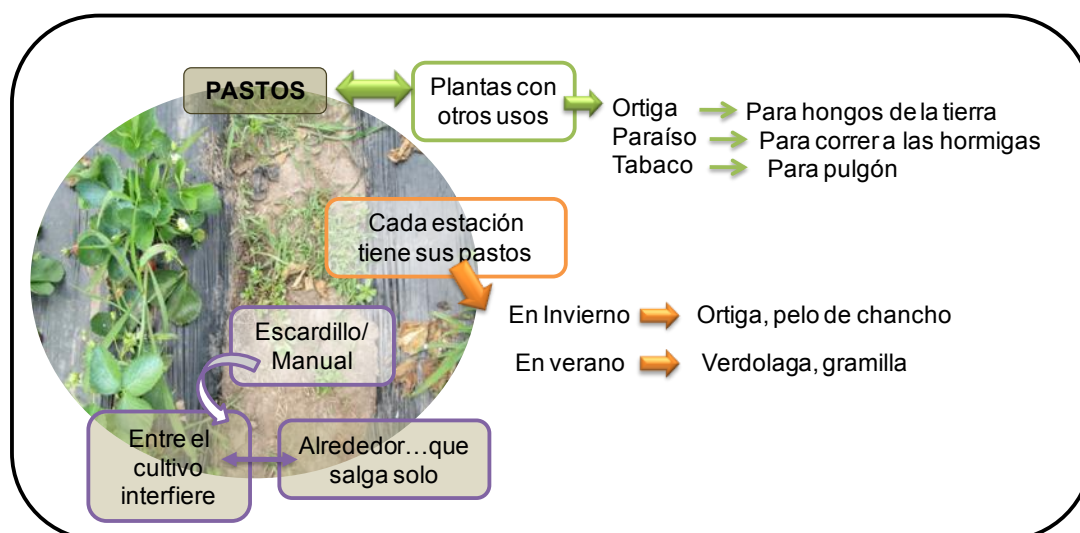 PASTOS
Plantas con
otros usos
Ortiga
Para hongos de la tierra
Paraíso
Para correr a las hormigas
Tabaco
Para pulgón
Cada estación
tiene sus pastos
En Invierno
Ortiga, pelo de chancho
En verano
Verdolaga, gramilla
Escardillo/
Manual
Entre el
cultivo
interfiere
Alrededor…que
salga solo